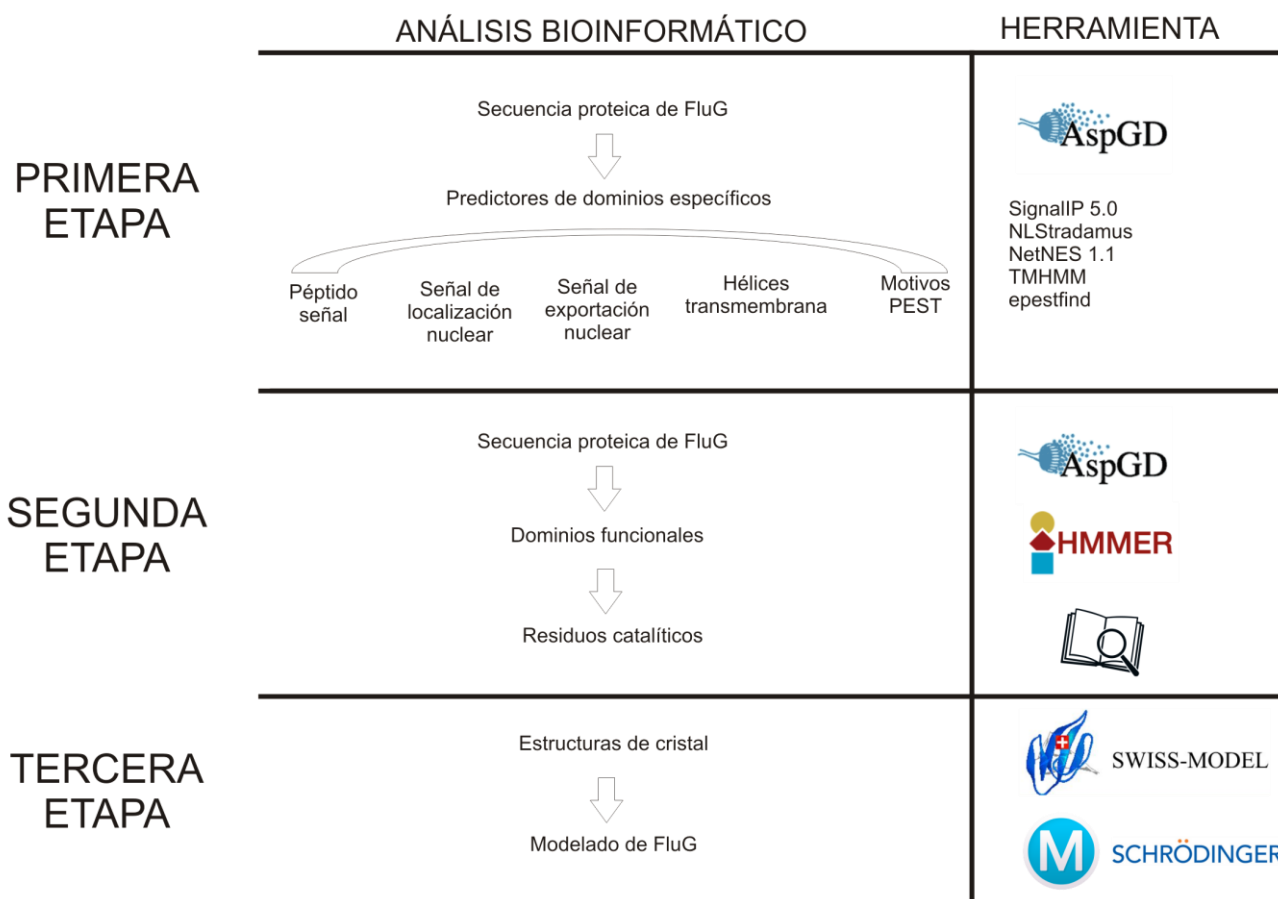 ANÁLISIS BIOINFORMÁTICO
HERRAMIENTA
PRIMERA
ETAPA
Secuencia proteica de FluG
Predictores de dominios específicos
Péptido
señal
Señal de
localización
nuclear
Señal de
exportación
nuclear
Hélices
transmembrana
Motivos
PEST
AspGD
SignalIP 5.0
NLStradamus
NetNES 1.1
TMHMM
epestfind
SEGUNDA
ETAPA
Secuencia proteica de FluG
Dominios funcionales
Residuos catalíticos
AspGD
HMMER
TERCERA
ETAPA
Estructuras de cristal
Modelado de FluG
SWISS-MODEL
M
SCHRÖDINGER